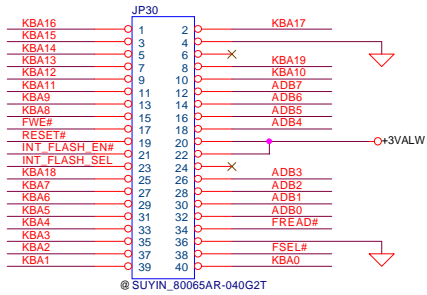 JP30
KBA16 1 2 KBA17
KBA15 3 4
KBA14 5 6
KBA13 7 8 KBA19
KBA12 9 10 KBA10
KBA11 11 12 ADB7
KBA9 13 14 ADB6
KBA8 15 16 ADB5
FWE# 17 18 ADB4
RESET# 19 20 +3VALW
INT_FLASH_EN# 21 22
INT_FLASH_SEL 23 24
KBA18 25 26 ADB3
KBA7 27 28 ADB2
KBA6 29 30 ADB1
KBA5 31 32 ADB0
KBA4 33 34 FREAD#
KBA3 35 36
KBA2 37 38 FSEL#
KBA1 39 40 KBA0
@ SUYIN_80065AR-040G2T